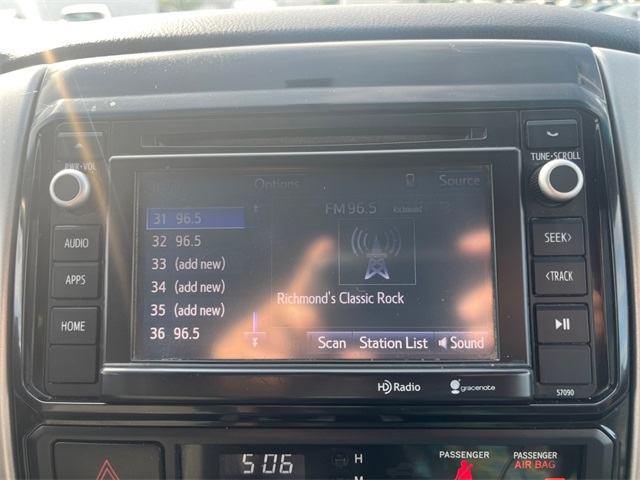 PWR•VOL
TUNE•SCROLL
Options
Source
FM 96.5
31 96.5
32 96.5
33 (add new)
34 (add new)
35 (add new)
36 96.5
Richmond's Classic Rock
Scan Station List Sound
AUDIO
APPS
HOME
SEEK>
<TRACK
HD Radio gracenote
57090
5:06
H
M
PASSENGER
PASSENGER
AIR BAG